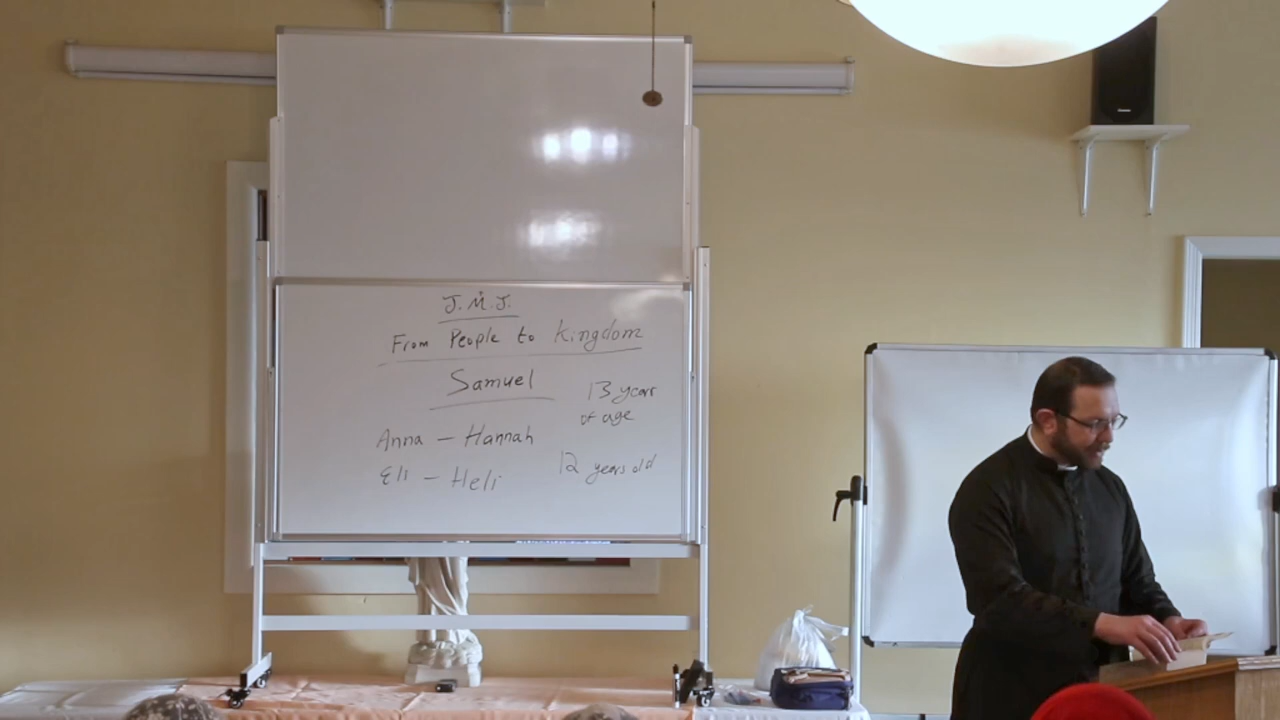 J.M.J.
From People to Kingdom
Samuel
13 years
of age
Anna – Hannah
Eli – Heli
12 years old